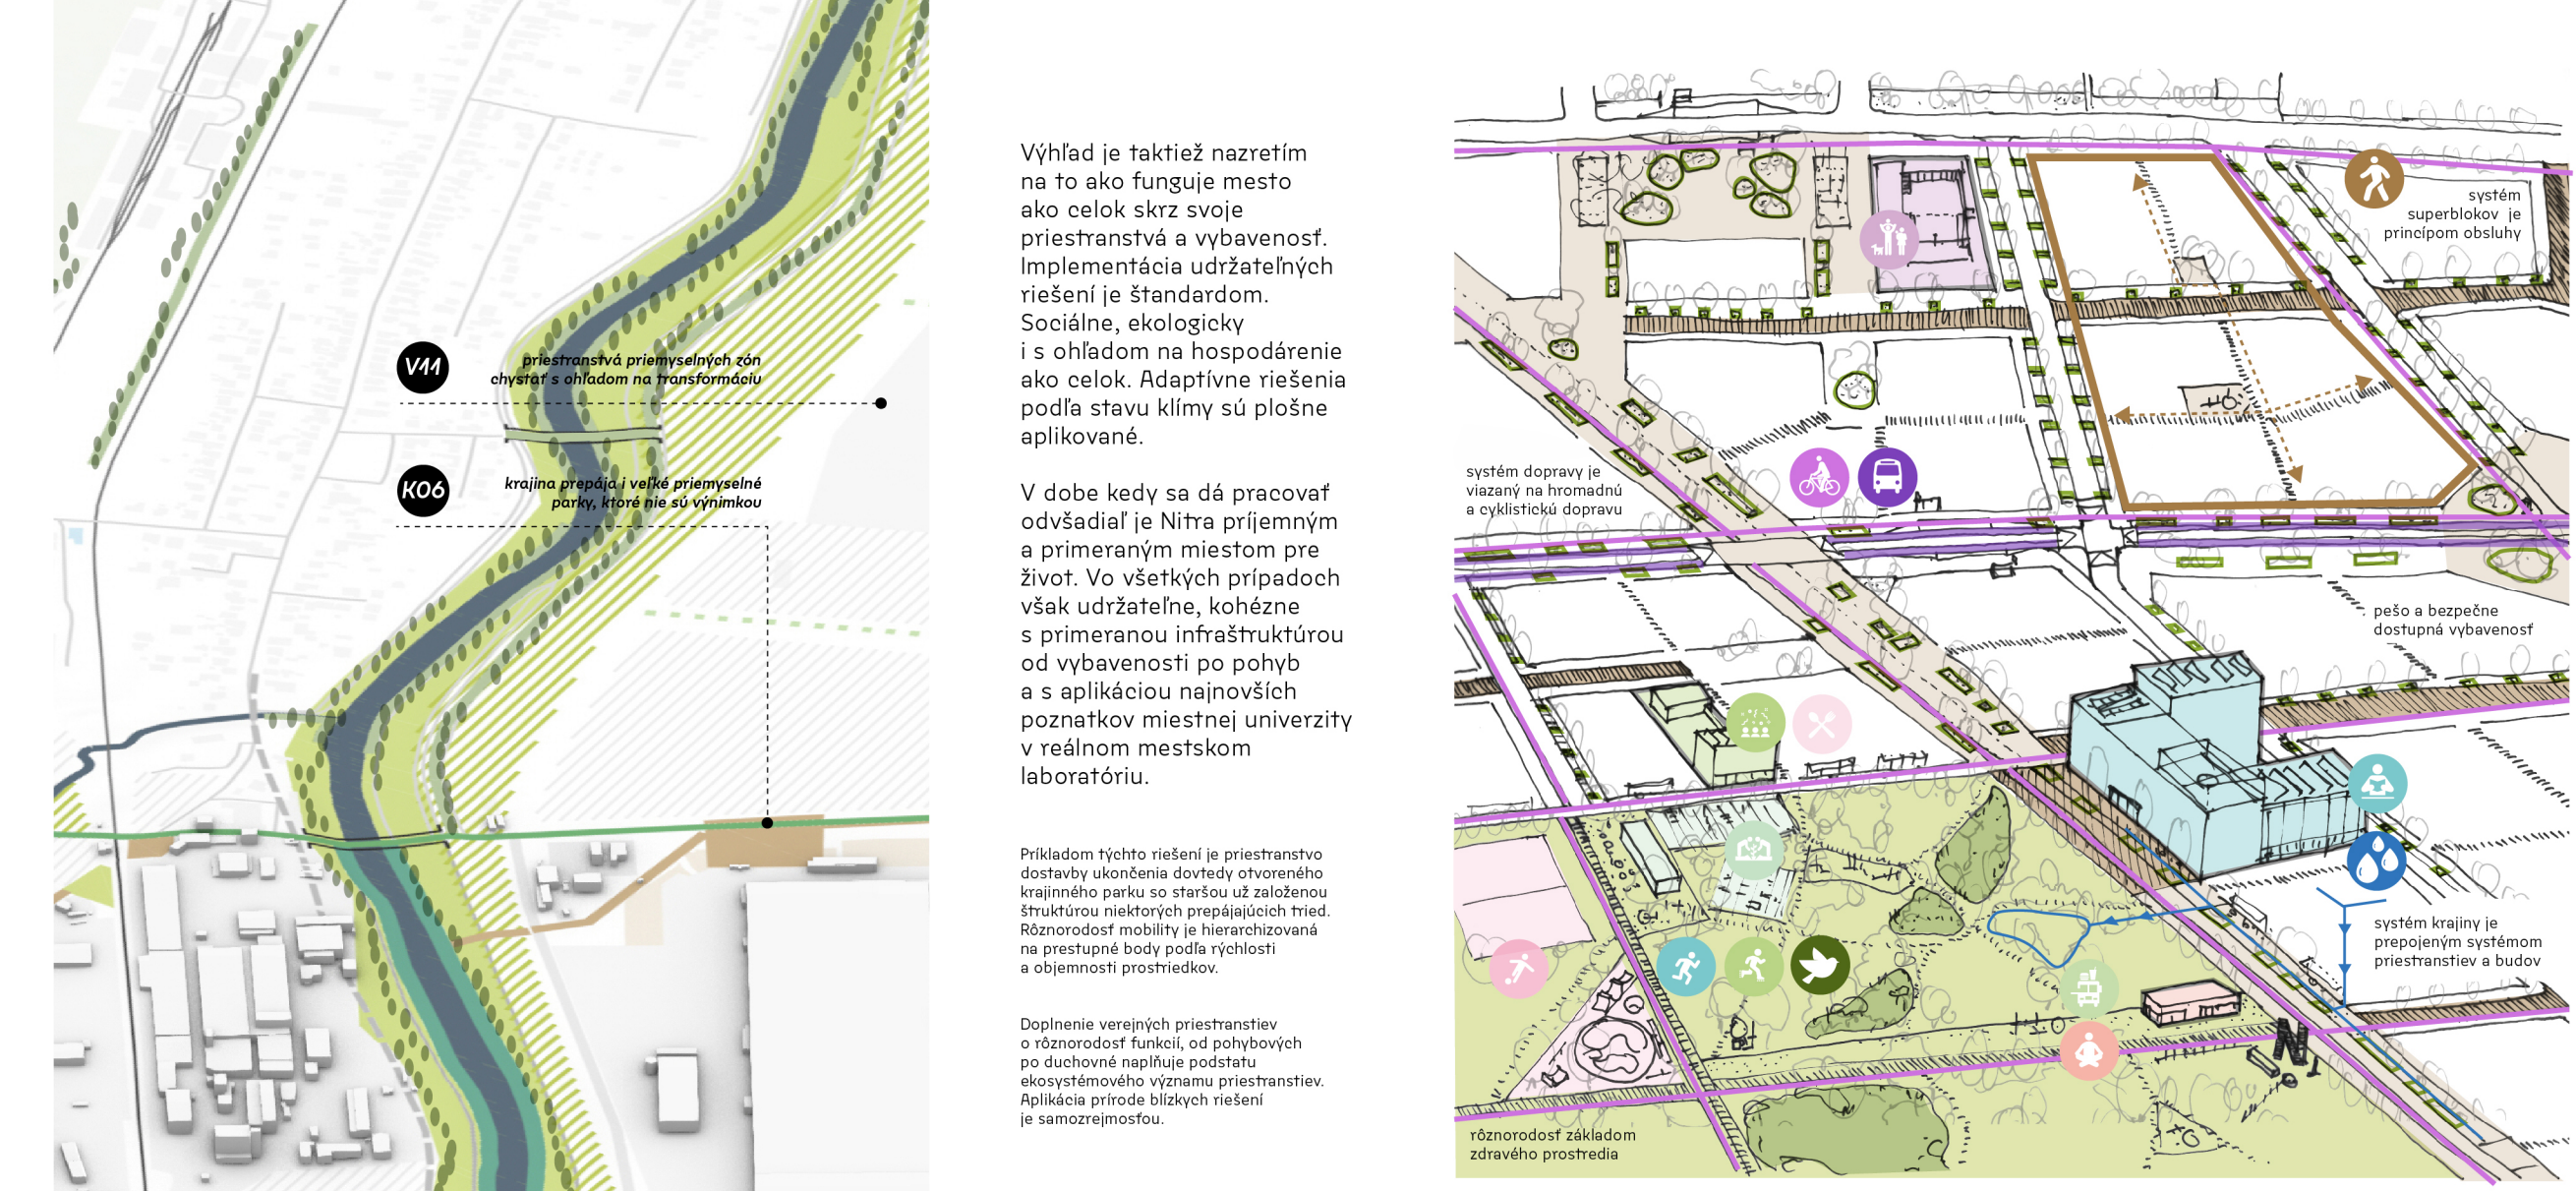 V11
priestranstvá priemyselných zón
chystať s ohľadom na transformáciu
K06
krajina prepája i veľké priemyselné
parky, ktoré nie sú výnimkou
Výhľad je taktiež nazretím
na to ako funguje mesto
ako celok skrz svoje
priestranstvá a vybavenosť.
Implementácia udržateľných
riešení je štandardom.
Sociálne, ekologicky
i s ohľadom na hospodárenie
ako celok. Adaptívne riešenia
podľa stavu klímy sú plošne
aplikované.
V dobe kedy sa dá pracovať
odvšadiaľ je Nitra príjemným
a primeraným miestom pre
život. Vo všetkých prípadoch
však udržateľne, kohézne
s primeranou infraštruktúrou
od vybavenosti po pohyb
a s aplikáciou najnovších
poznatkov miestnej univerzity
v reálnom mestskom
laboratóriu.
Príkladom týchto riešení je priestranstvo
dostavby ukončenia dovtedy otvoreného
krajinného parku so staršou už založenou
štruktúrou niektorých prepájajúcich tried.
Rôznorodosť mobility je hierarchizovaná
na prestupné body podľa rýchlosti
a objemnosti prostriedkov.
Doplnenie verejných priestranstiev
o rôznorodosť funkcií, od pohybových
po duchovné naplňuje podstatu
ekosystémového významu priestranstiev.
Aplikácia prírode blízkych riešení
je samozrejmosťou.
systém
superblokov je
princípom obsluhy
systém dopravy je
viazaný na hromadnú
a cyklistickú dopravu
pešo a bezpečne
dostupná vybavenosť
systém krajiny je
prepojeným systémom
priestranstiev a budov
N
rôznorodosť základom
zdravého prostredia